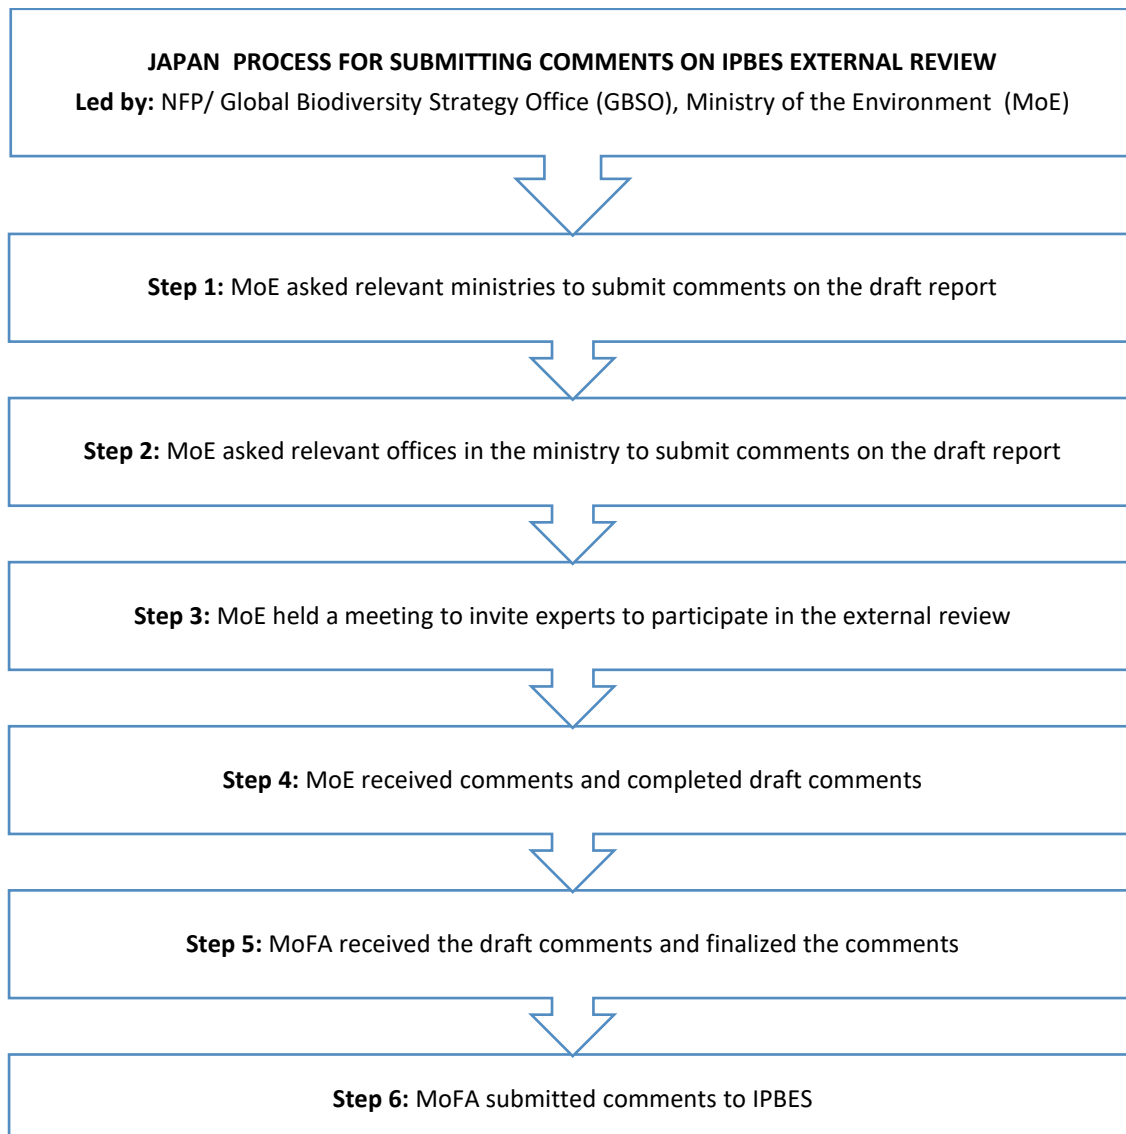 JAPAN PROCESS FOR SUBMITTING COMMENTS ON IPBES EXTERNAL REVIEW
Led by: NFP/ Global Biodiversity Strategy Office (GBSO), Ministry of the Environment (MoE)
Step 1: MoE asked relevant ministries to submit comments on the draft report
Step 2: MoE asked relevant offices in the ministry to submit comments on the draft report
Step 3: MoE held a meeting to invite experts to participate in the external review
Step 4: MoE received comments and completed draft comments
Step 5: MoFA received the draft comments and finalized the comments
Step 6: MoFA submitted comments to IPBES